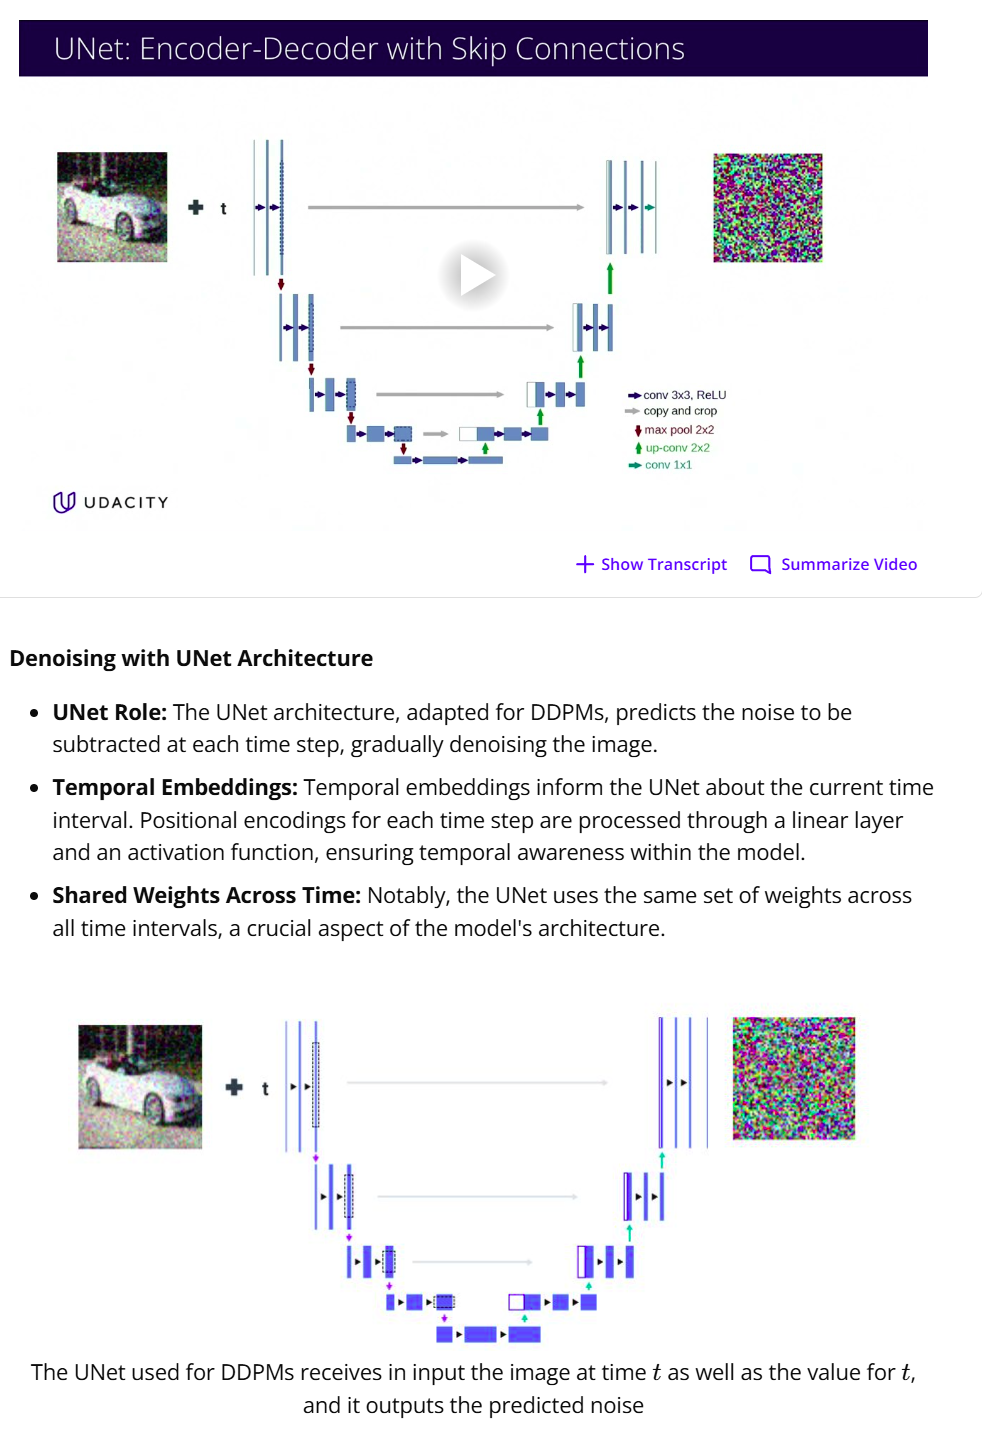 UNet: Encoder-Decoder with Skip Connections
+ t
conv 3x3, ReLU
copy and crop
max pool 2x2
up-conv 2x2
conv 1x1
UDACITY
Show Transcript Summarize Video
Denoising with UNet Architecture
• UNet Role: The UNet architecture, adapted for DDPMs, predicts the noise to be
subtracted at each time step, gradually denoising the image.
• Temporal Embeddings: Temporal embeddings inform the UNet about the current time
interval. Positional encodings for each time step are processed through a linear layer
and an activation function, ensuring temporal awareness within the model.
• Shared Weights Across Time: Notably, the UNet uses the same set of weights across
all time intervals, a crucial aspect of the model's architecture.
+ t
The UNet used for DDPMs receives in input the image at time t as well as the value for t,
and it outputs the predicted noise